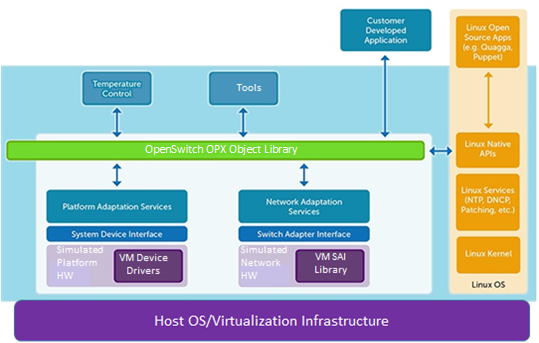 Customer
Developed
Application
Linux Open
Source Apps
(e.g. Quagga,
Puppet)
Temperature
Control
Tools
OpenSwitch OPX Object Library
Linux Native
APIs
Platform Adaptation Services
Network Adaptation
Services
Linux Services
(NTP, DNCP,
Patching, etc.)
System Device Interface
Switch Adapter Interface
Simulated
Platform
HW
VM Device
Drivers
Simulated
Network
HW
VM SAI
Library
Linux Kernel
Linux OS
Host OS/Virtualization Infrastructure